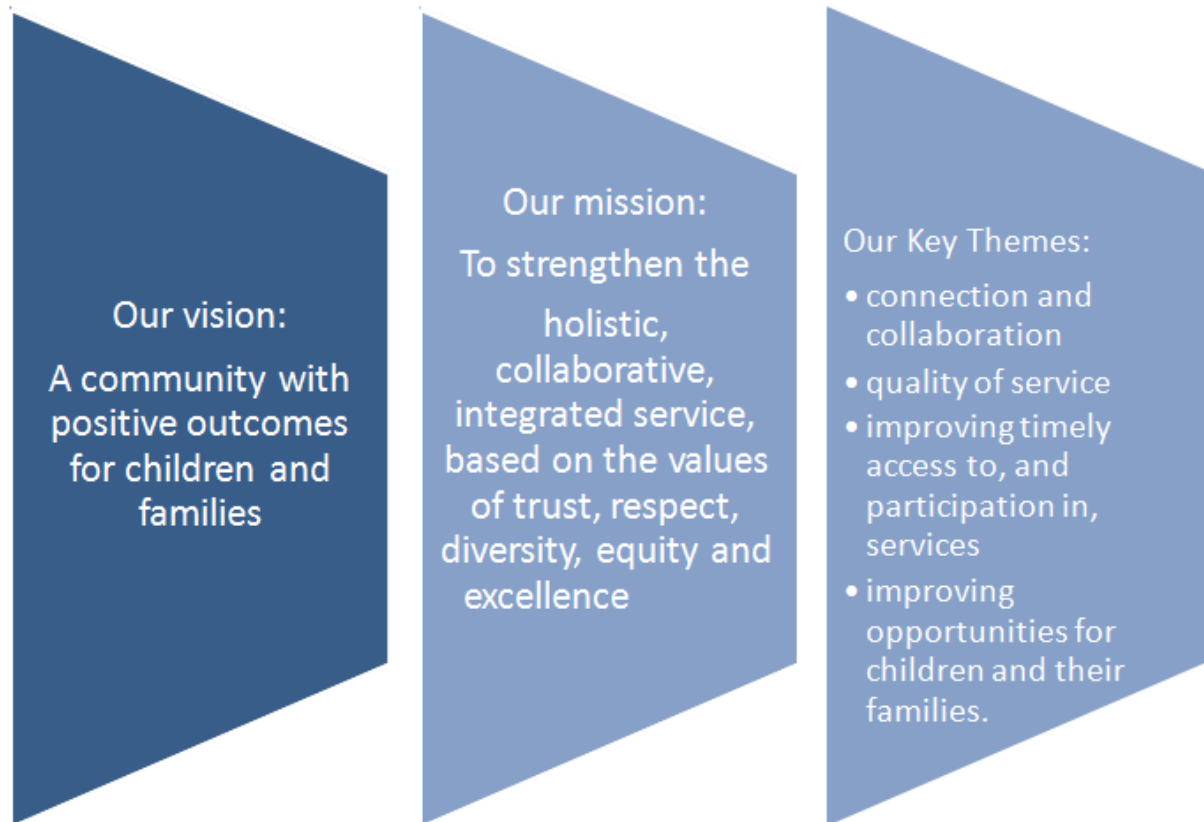 Our vision:
A community with
positive outcomes
for children and
families
Our mission:
To strengthen the
holistic,
collaborative,
integrated service,
based on the values
of trust, respect,
diversity, equity and
excellence
Our Key Themes:
• connection and
collaboration
• quality of service
• improving timely
access to, and
participation in,
services
• improving
opportunities for
children and their
families.